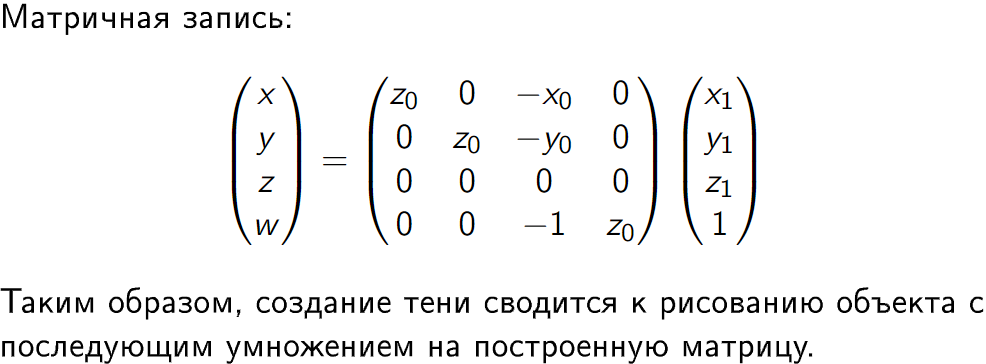 Матричная запись:
(x y z w)ᵀ = 
z₀ 0 −x₀ 0 x₁
0 z₀ −y₀ 0 y₁
0 0 0 0 z₁
0 0 −1 z₀ 1
Таким образом, создание тени сводится к рисованию объекта с
последующим умножением на построенную матрицу.